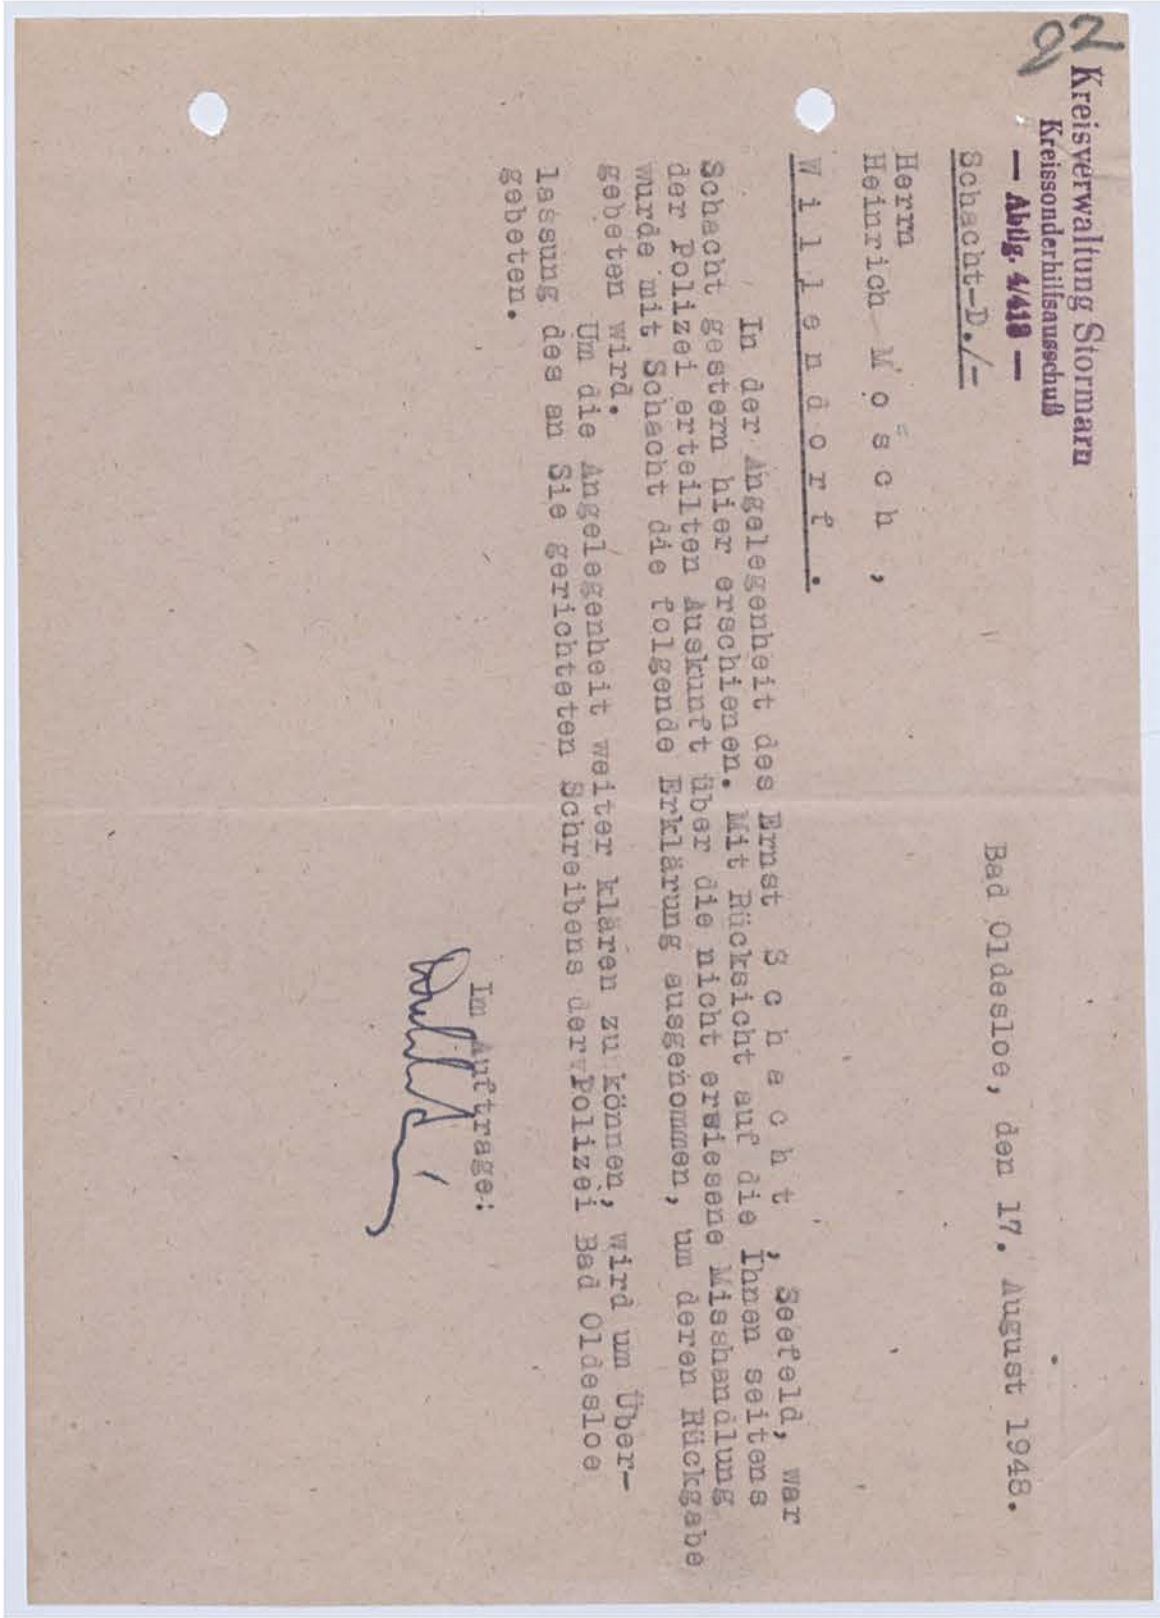 92
Kreisverwaltung Stormarn
Kreissonderhilfsausschuß
— Abtlg. 4/413 —
Bad Oldesloe, den 17. August 1948.
Schacht-D./-
Herrn
Heinrich M ö s c h ,
W i l l e n d o r f .
In der Angelegenheit des Ernst S c h a c h t , Seefeld, war
Schacht gestern hier erschienen. Mit Rücksicht auf die Ihnen seitens
der Polizei erteilten Auskunft über die nicht erwiesene Misshandlung
wurde mit Schacht die folgende Erklärung ausgenommen, um deren Rückgabe
gebeten wird.
Um die Angelegenheit weiter klären zu können, wird um Über-
lassung des an Sie gerichteten Schreibens der Polizei Bad Oldesloe
gebeten.
Im Auftrage: